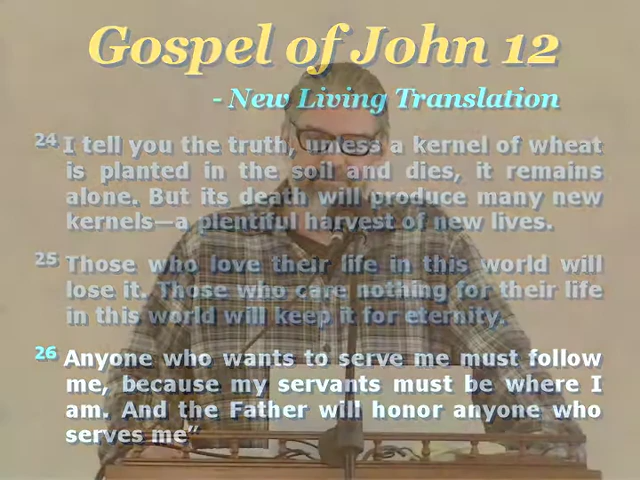 Gospel of John 12
- New Living Translation
24 I tell you the truth, unless a kernel of wheat
is planted in the soil and dies, it remains
alone. But its death will produce many new
kernels—a plentiful harvest of new lives.
25 Those who love their life in this world will
lose it. Those who care nothing for their life
in this world will keep it for eternity.
26 Anyone who wants to serve me must follow
me, because my servants must be where I
am. And the Father will honor anyone who
serves me”